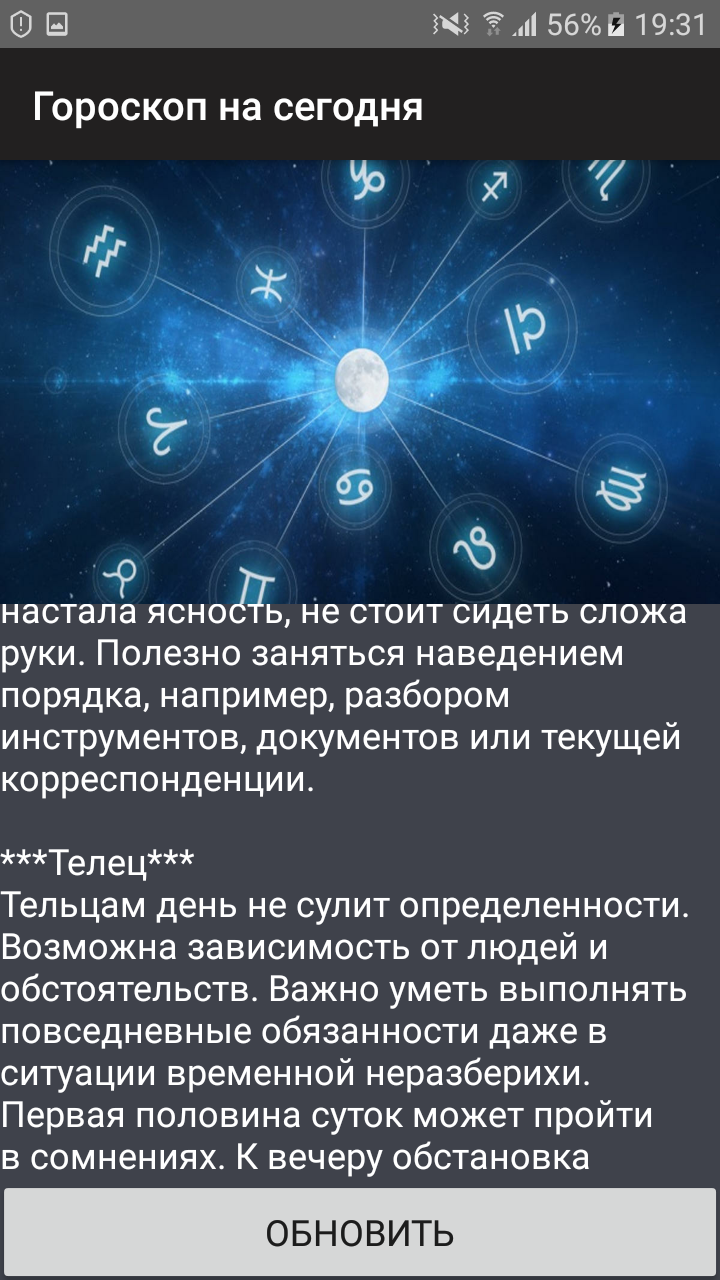 56% 19:31
Гороскоп на сегодня
настала ясность, не стоит сидеть сложа
руки. Полезно заняться наведением
порядка, например, разбором
инструментов, документов или текущей
корреспонденции.
***Телец***
Тельцам день не сулит определенности.
Возможна зависимость от людей и
обстоятельств. Важно уметь выполнять
повседневные обязанности даже в
ситуации временной неразберихи.
Первая половина суток может пройти
в сомнениях. К вечеру обстановка
ОБНОВИТЬ